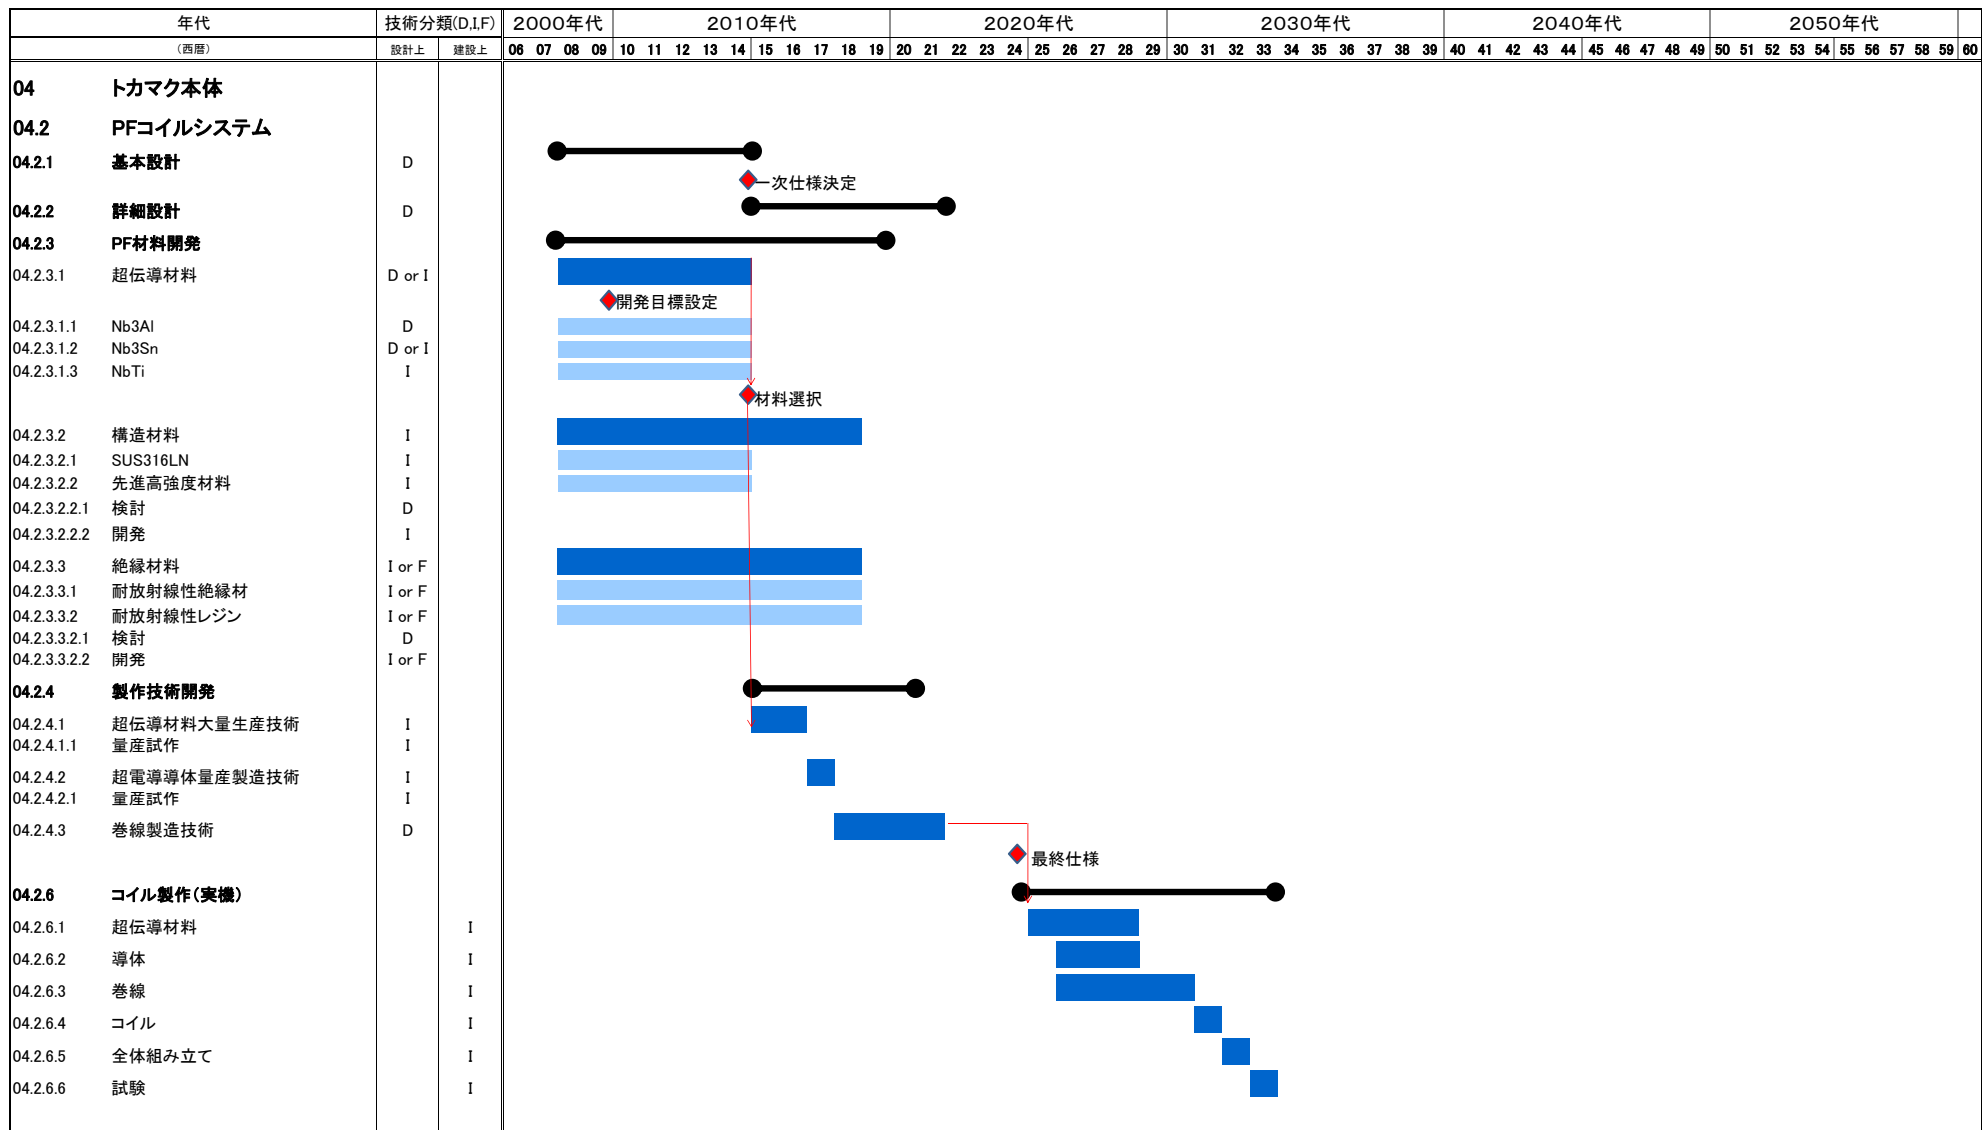 年代 技術分類(D,I,F) 2000年代 2010年代 2020年代 2030年代 2040年代 2050年代
(西暦) 設計上 建設上 06 07 08 09 10 11 12 13 14 15 16 17 18 19 20 21 22 23 24 25 26 27 28 29 30 31 32 33 34 35 36 37 38 39 40 41 42 43 44 45 46 47 48 49 50 51 52 53 54 55 56 57 58 59 60
04 トカマク本体
04.2 PFコイルシステム
04.2.1 基本設計 D
一次仕様決定
04.2.2 詳細設計 D
04.2.3 PF材料開発
04.2.3.1 超伝導材料 D or I
開発目標設定
04.2.3.1.1 Nb3Al D
04.2.3.1.2 Nb3Sn D or I
04.2.3.1.3 NbTi I
材料選択
04.2.3.2 構造材料 I
04.2.3.2.1 SUS316LN I
04.2.3.2.2 先進高強度材料 I
04.2.3.2.2.1 検討 D
04.2.3.2.2.2 開発 I
04.2.3.3 絶縁材料 I or F
04.2.3.3.1 耐放射線性絶縁材 I or F
04.2.3.3.2 耐放射線性レジン I or F
04.2.3.3.2.1 検討 D
04.2.3.3.2.2 開発 I or F
04.2.4 製作技術開発
04.2.4.1 超伝導材料大量生産技術 I
04.2.4.1.1 量産試作 I
04.2.4.2 超電導導体量産製造技術 I
04.2.4.2.1 量産試作 I
04.2.4.3 巻線製造技術 D
最終仕様
04.2.6 コイル製作(実機)
04.2.6.1 超伝導材料 I
04.2.6.2 導体 I
04.2.6.3 巻線 I
04.2.6.4 コイル I
04.2.6.5 全体組み立て I
04.2.6.6 試験 I